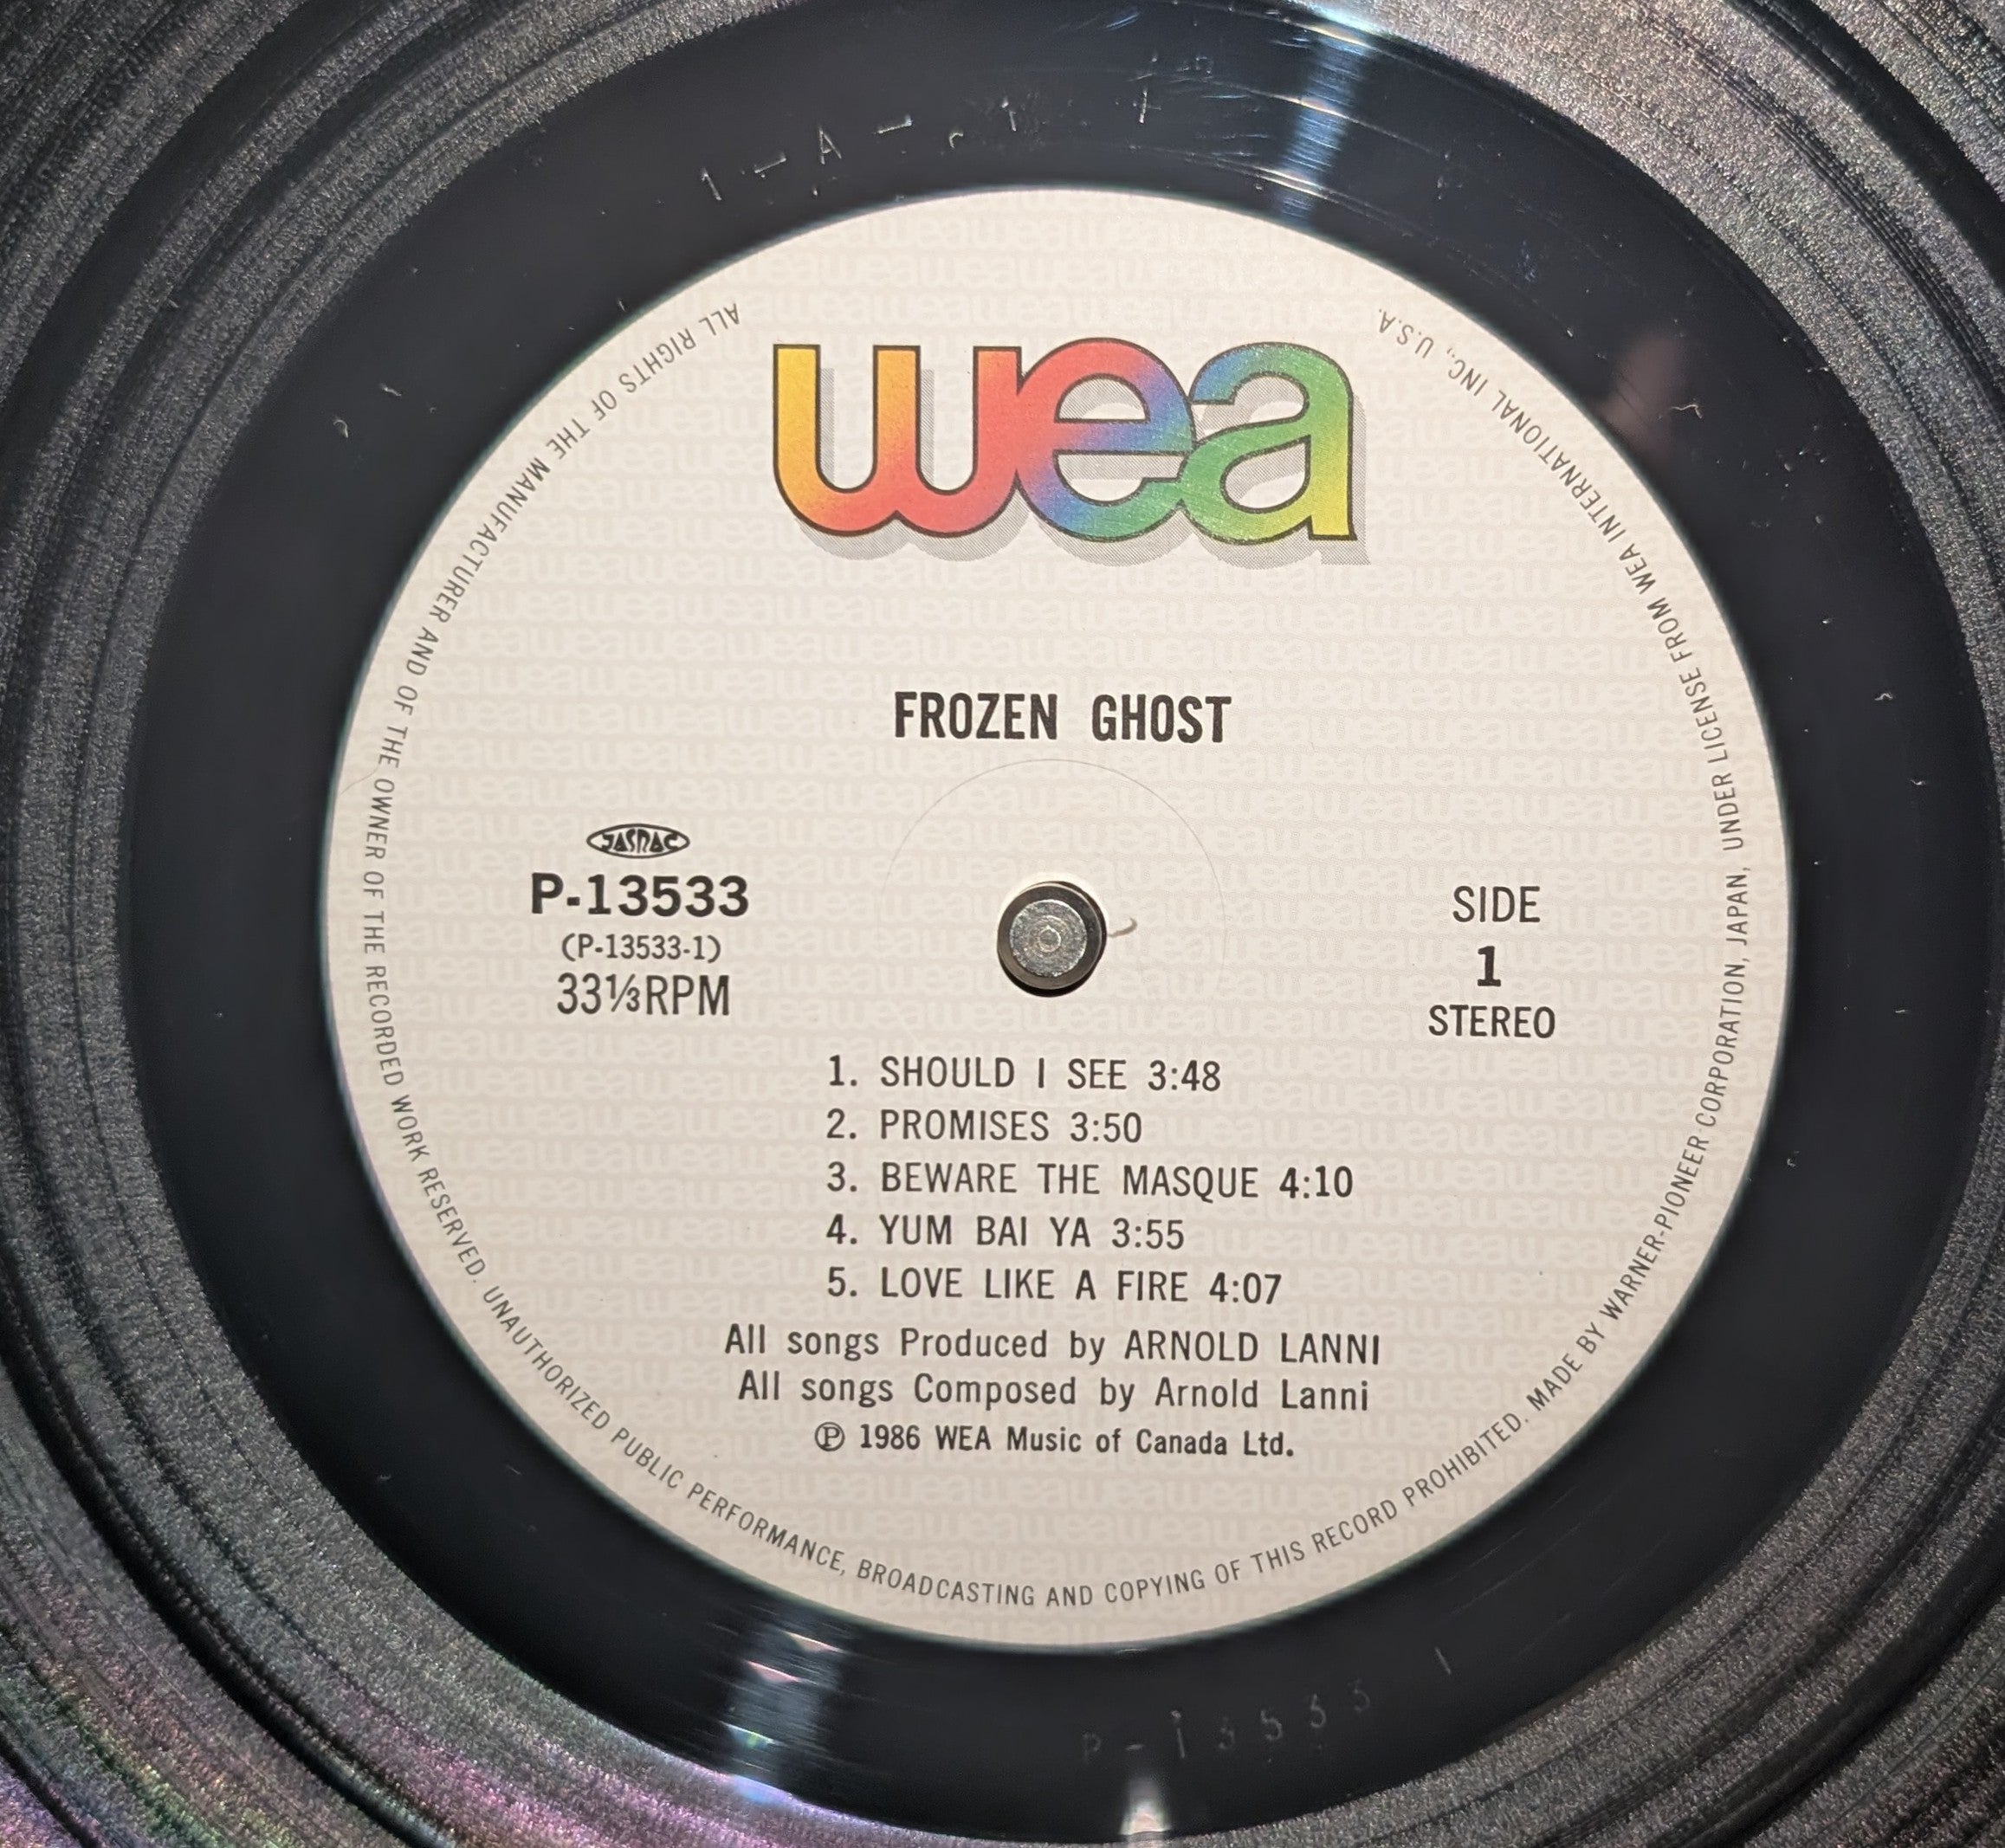 1-A-
wea
FROZEN GHOST
JASRAC
P-13533
(P-13533-1)
33⅓RPM
SIDE
1
STEREO
1. SHOULD I SEE 3:48
2. PROMISES 3:50
3. BEWARE THE MASQUE 4:10
4. YUM BAI YA 3:55
5. LOVE LIKE A FIRE 4:07
All songs Produced by ARNOLD LANNI
All songs Composed by Arnold Lanni
℗ 1986 WEA Music of Canada Ltd.
ALL RIGHTS OF THE MANUFACTURER AND OF THE OWNER OF THE RECORDED WORK RESERVED. UNAUTHORIZED PUBLIC PERFORMANCE, BROADCASTING AND COPYING OF THIS RECORD PROHIBITED. MADE BY WARNER-PIONEER CORPORATION, JAPAN, UNDER LICENSE FROM WEA INTERNATIONAL INC., U.S.A.
P-13533 1